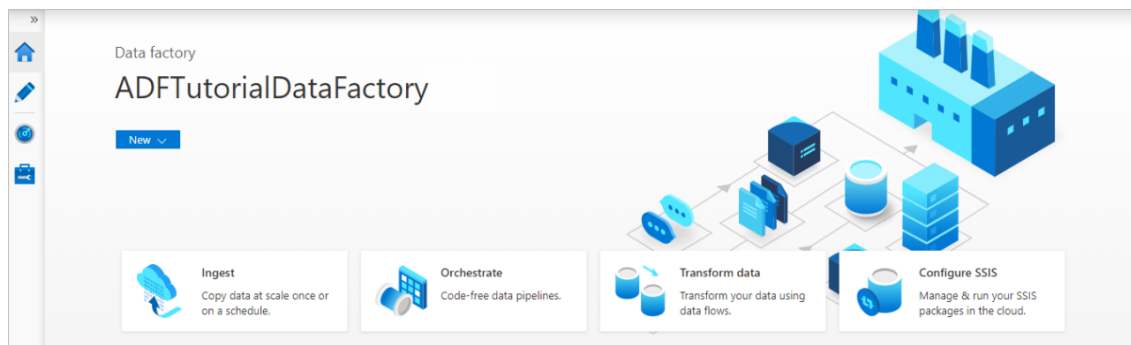 »
Data factory
ADFTutorialDataFactory
New
Ingest
Copy data at scale once or
on a schedule.
Orchestrate
Code-free data pipelines.
Transform data
Transform your data using
data flows.
Configure SSIS
Manage & run your SSIS
packages in the cloud.